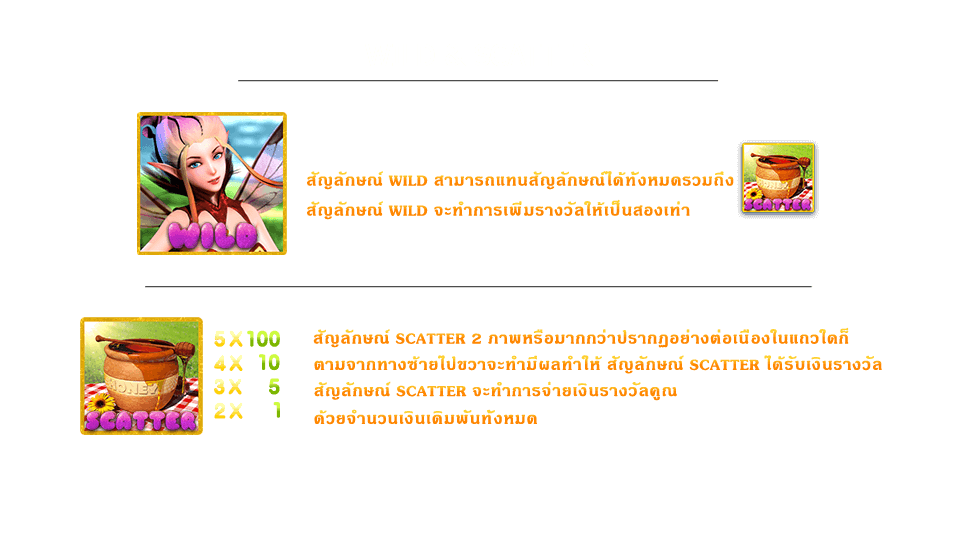 สัญลักษณ์ WILD สามารถแทนสัญลักษณ์ได้ทั้งหมดรวมถึง
สัญลักษณ์ WILD จะทำการเพิ่มรางวัลให้เป็นสองเท่า
WILD
SCATTER
5X100
4X 10
3X 5
2X 1
HONEY
SCATTER
สัญลักษณ์ SCATTER 2 ภาพหรือมากกว่าปรากฏอย่างต่อเนื่องในแถวใดก็
ตามจากทางซ้ายไปขวาจะทำมีผลทำให้ สัญลักษณ์ SCATTER ได้รับเงินรางวัล
สัญลักษณ์ SCATTER จะทำการจ่ายเงินรางวัลคูณ
ด้วยจำนวนเงินเดิมพันทั้งหมด